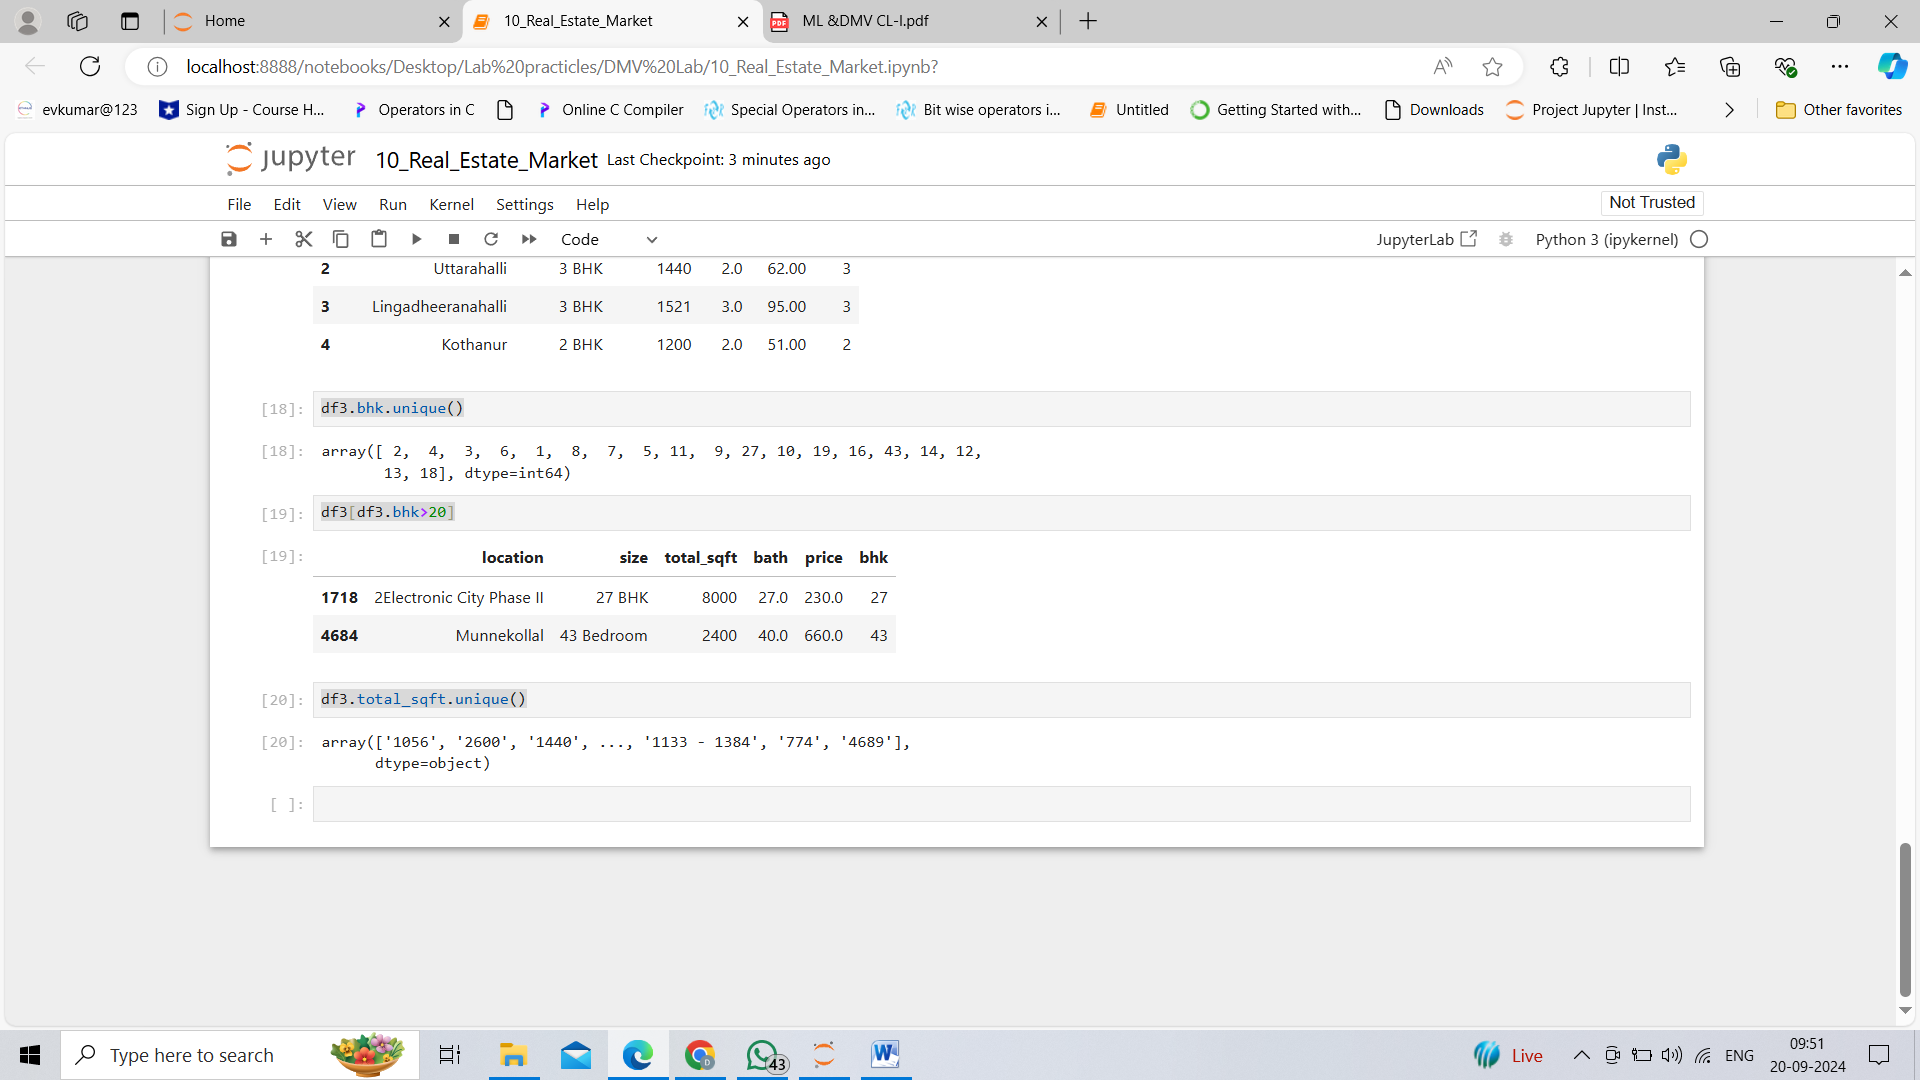 Home
10_Real_Estate_Market
ML &DMV CL-I.pdf
localhost:8888/notebooks/Desktop/Lab%20practicles/DMV%20Lab/10_Real_Estate_Market.ipynb?
evkumar@123 Sign Up - Course H... Operators in C Online C Compiler Special Operators in... Bit wise operators i... Untitled Getting Started with... Downloads Project Jupyter | Inst... Other favorites
jupyter 10_Real_Estate_Market Last Checkpoint: 3 minutes ago
File Edit View Run Kernel Settings Help Not Trusted
Code JupyterLab Python 3 (ipykernel)
2 Uttarahalli 3 BHK 1440 2.0 62.00 3
3 Lingadheeranahalli 3 BHK 1521 3.0 95.00 3
4 Kothanur 2 BHK 1200 2.0 51.00 2
[18]: df3.bhk.unique()
[18]: array([ 2, 4, 3, 6, 1, 8, 7, 5, 11, 9, 27, 10, 19, 16, 43, 14, 12,
13, 18], dtype=int64)
[19]: df3[df3.bhk>20]
[19]: location size total_sqft bath price bhk
1718 2Electronic City Phase II 27 BHK 8000 27.0 230.0 27
4684 Munnekollal 43 Bedroom 2400 40.0 660.0 43
[20]: df3.total_sqft.unique()
[20]: array(['1056', '2600', '1440', ..., '1133 - 1384', '774', '4689'],
dtype=object)
[ ]:
Type here to search 43 Live ENG 09:51
20-09-2024